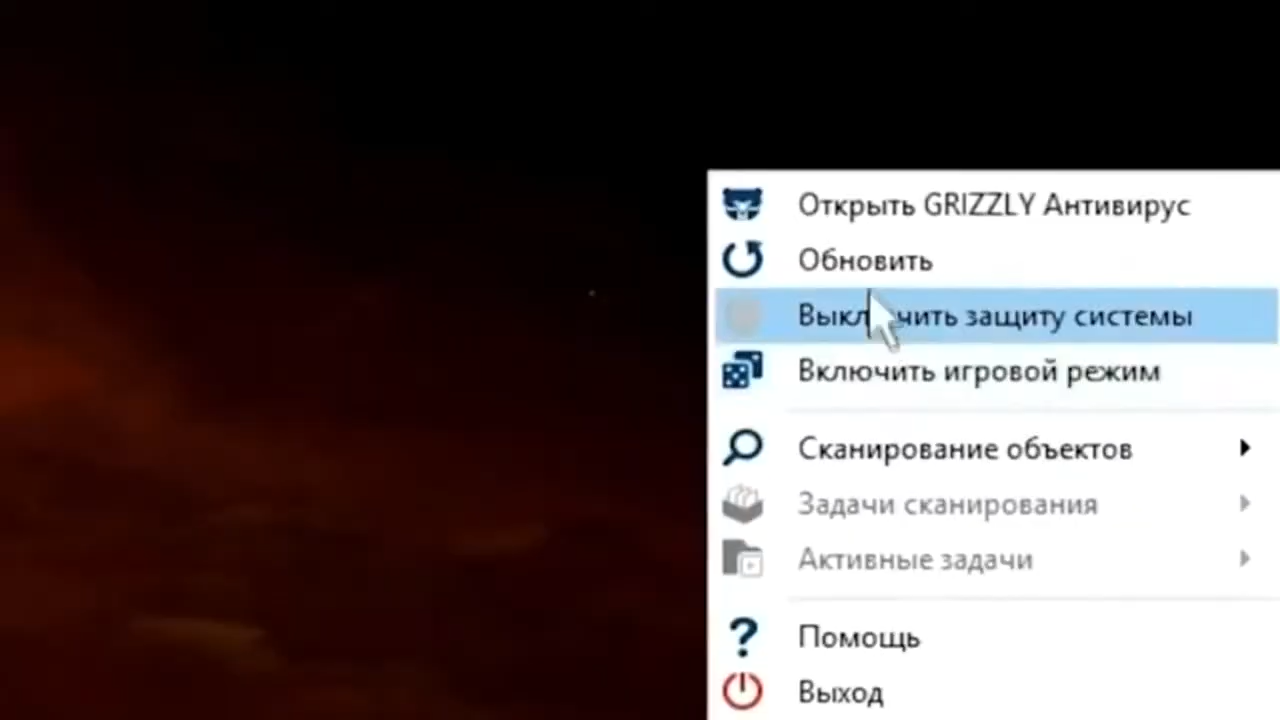 Открыть GRIZZLY Антивирус
Обновить
Выключить защиту системы
Включить игровой режим
Сканирование объектов
Задачи сканирования
Активные задачи
Помощь
Выход